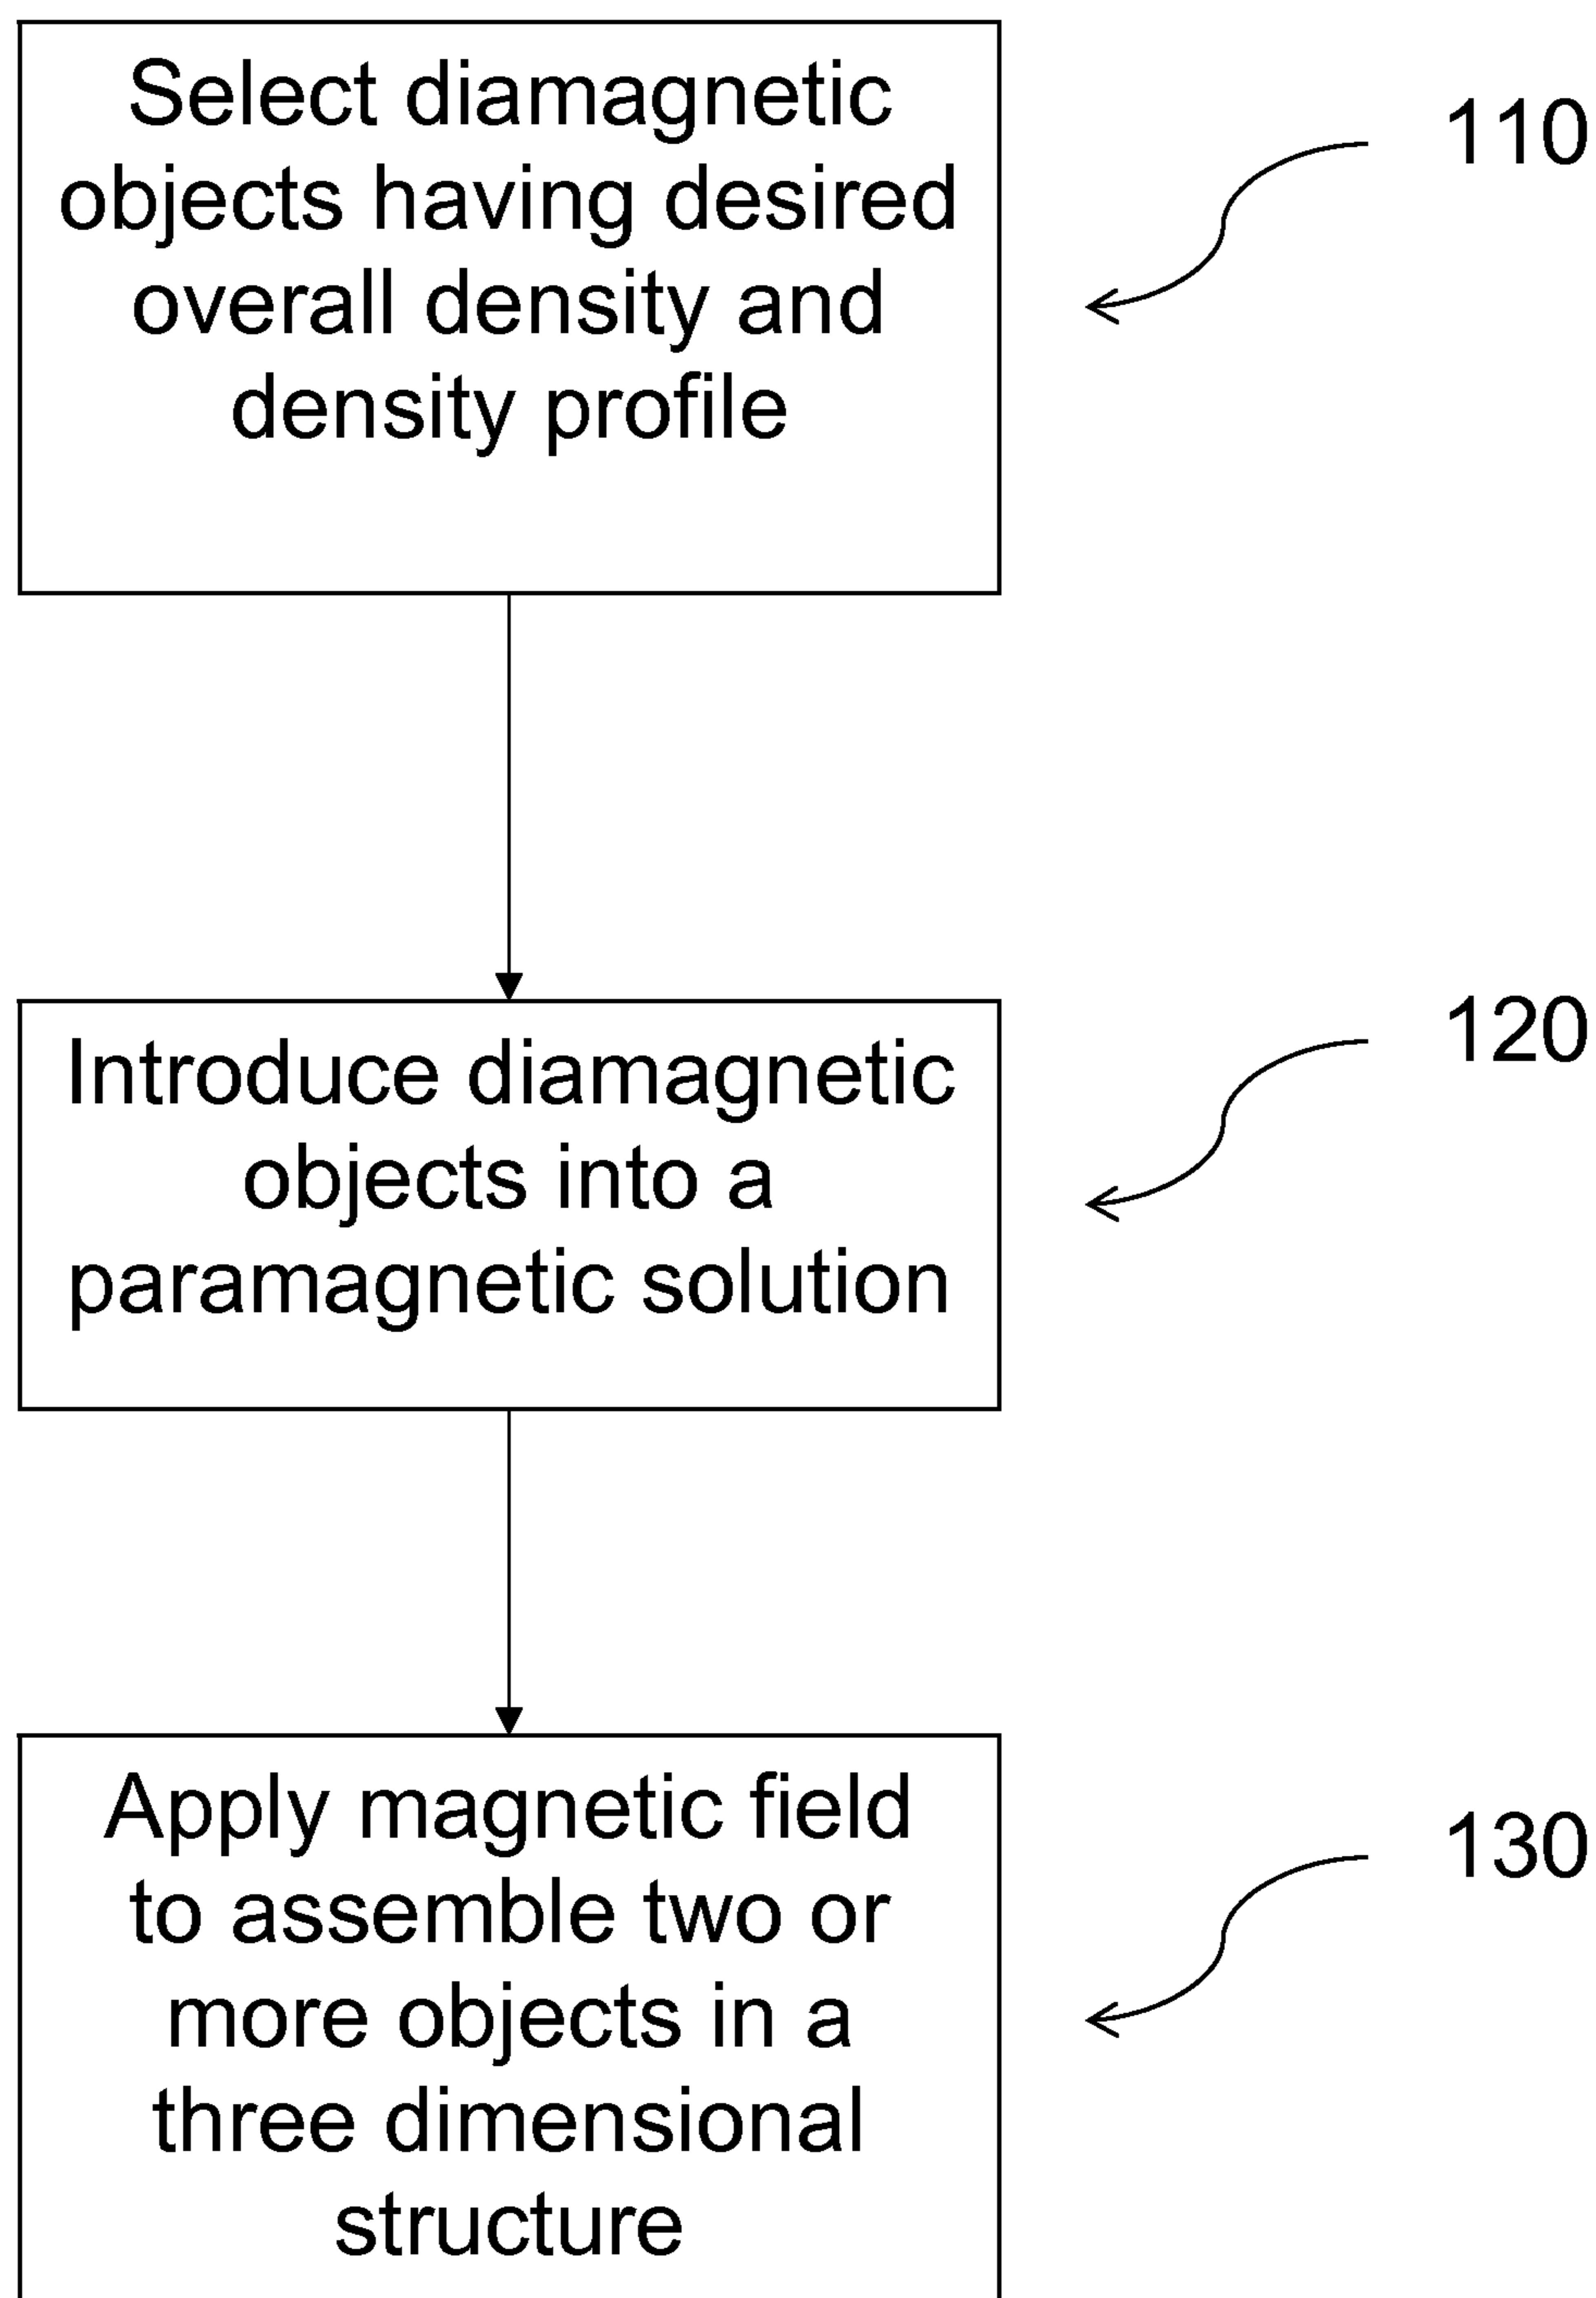 Select diamagnetic
objects having desired
overall density and
density profile
110
Introduce diamagnetic
objects into a
paramagnetic solution
120
Apply magnetic field
to assemble two or
more objects in a
three dimensional
structure
130